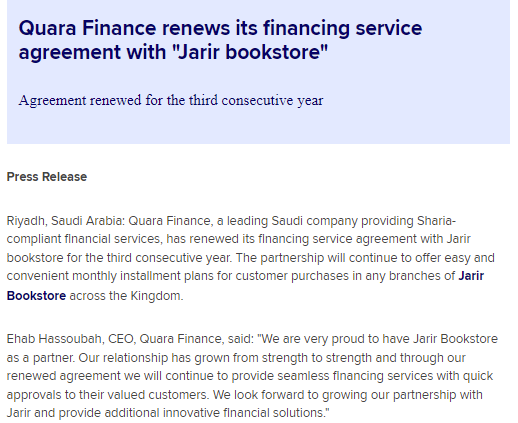 Quara Finance renews its financing service
agreement with "Jarir bookstore"
Agreement renewed for the third consecutive year
Press Release
Riyadh, Saudi Arabia: Quara Finance, a leading Saudi company providing Sharia-
compliant financial services, has renewed its financing service agreement with Jarir
bookstore for the third consecutive year. The partnership will continue to offer easy and
convenient monthly installment plans for customer purchases in any branches of Jarir
Bookstore across the Kingdom.
Ehab Hassoubah, CEO, Quara Finance, said: "We are very proud to have Jarir Bookstore
as a partner. Our relationship has grown from strength to strength and through our
renewed agreement we will continue to provide seamless financing services with quick
approvals to their valued customers. We look forward to growing our partnership with
Jarir and provide additional innovative financial solutions."